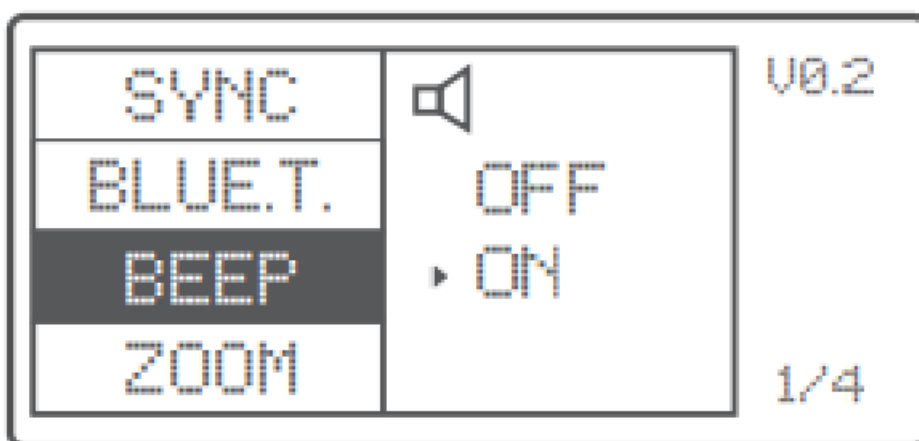 SYNC
BLUE.T.
BEEP
ZOOM
OFF
ON
V0.2
1/4